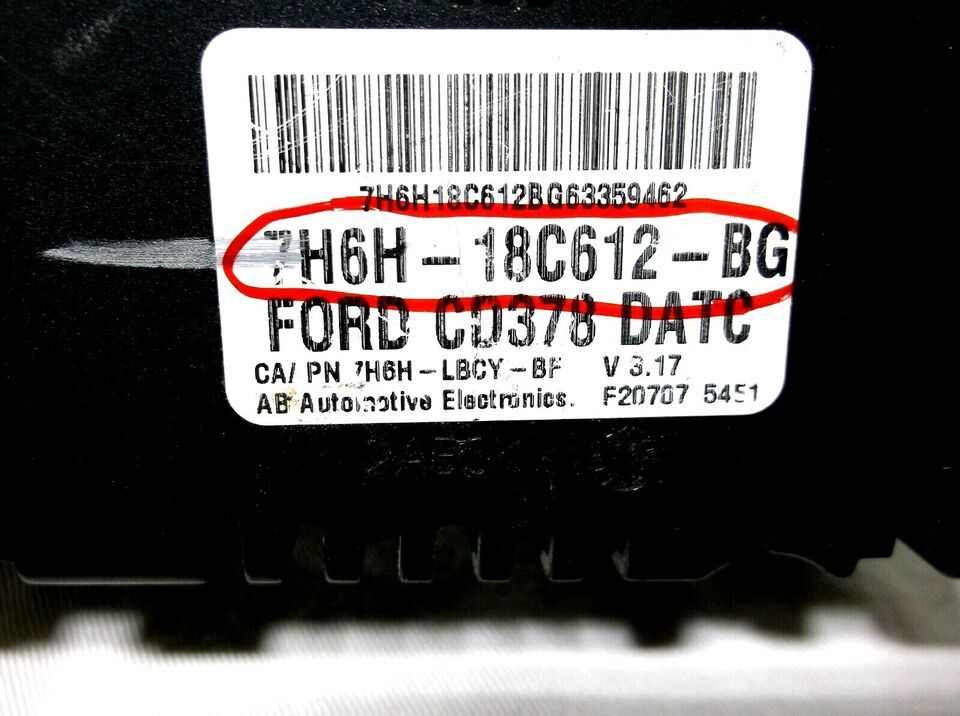 7H6H18C612BG63359462
7H6H-18C612-BG
FORD CD378 DATC
CA/ PN 7H6H-LBCY-BF V 3.17
AB Automotive Electronics. F20707 5451